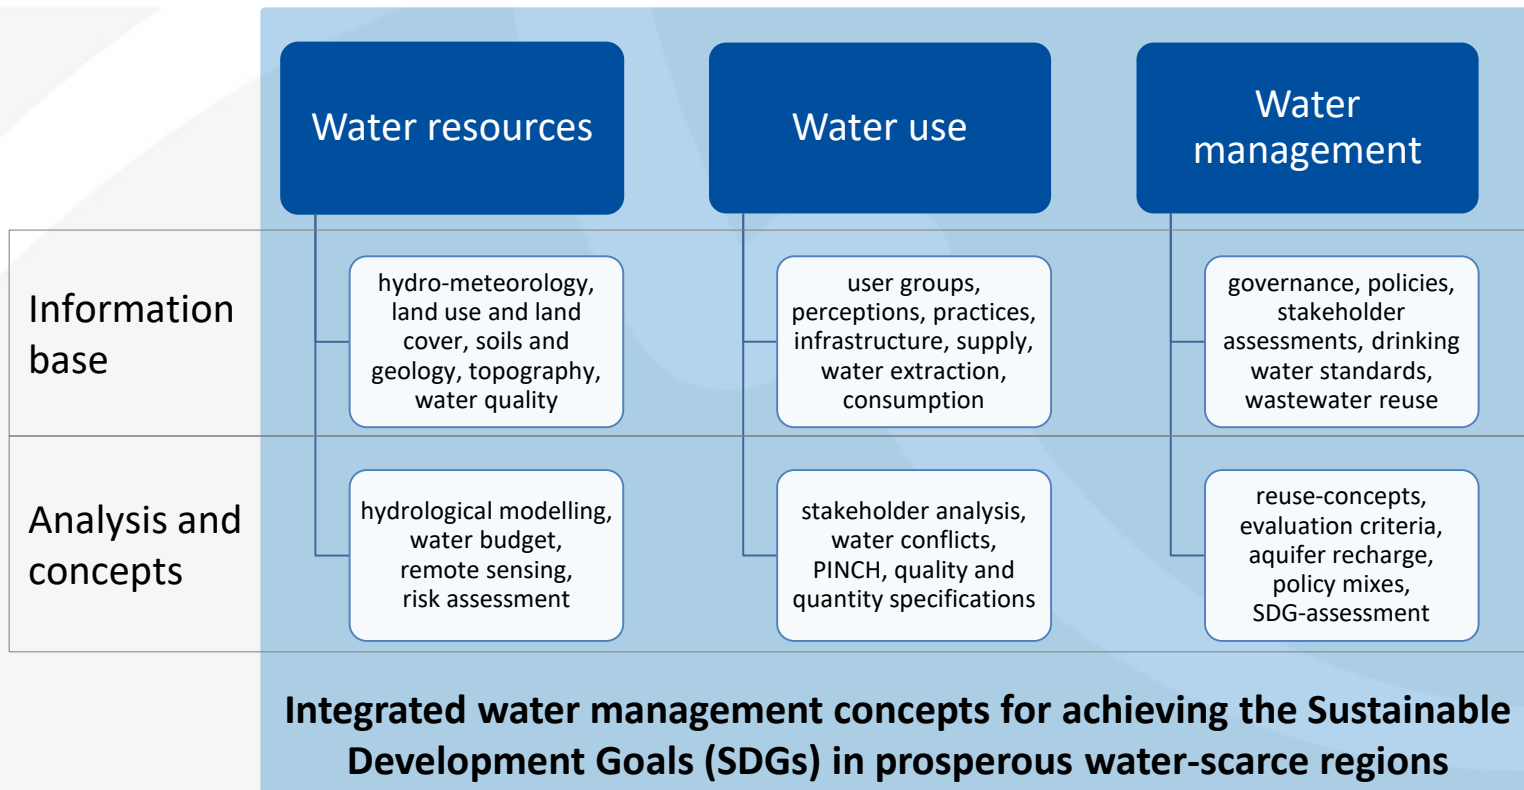 Water resources
Water use
Water
management
Information
base
hydro-meteorology,
land use and land
cover, soils and
geology, topography,
water quality
user groups,
perceptions, practices,
infrastructure, supply,
water extraction,
consumption
governance, policies,
stakeholder
assessments, drinking
water standards,
wastewater reuse
Analysis and
concepts
hydrological modelling,
water budget,
remote sensing,
risk assessment
stakeholder analysis,
water conflicts,
PINCH, quality and
quantity specifications
reuse-concepts,
evaluation criteria,
aquifer recharge,
policy mixes,
SDG-assessment
Integrated water management concepts for achieving the Sustainable
Development Goals (SDGs) in prosperous water-scarce regions